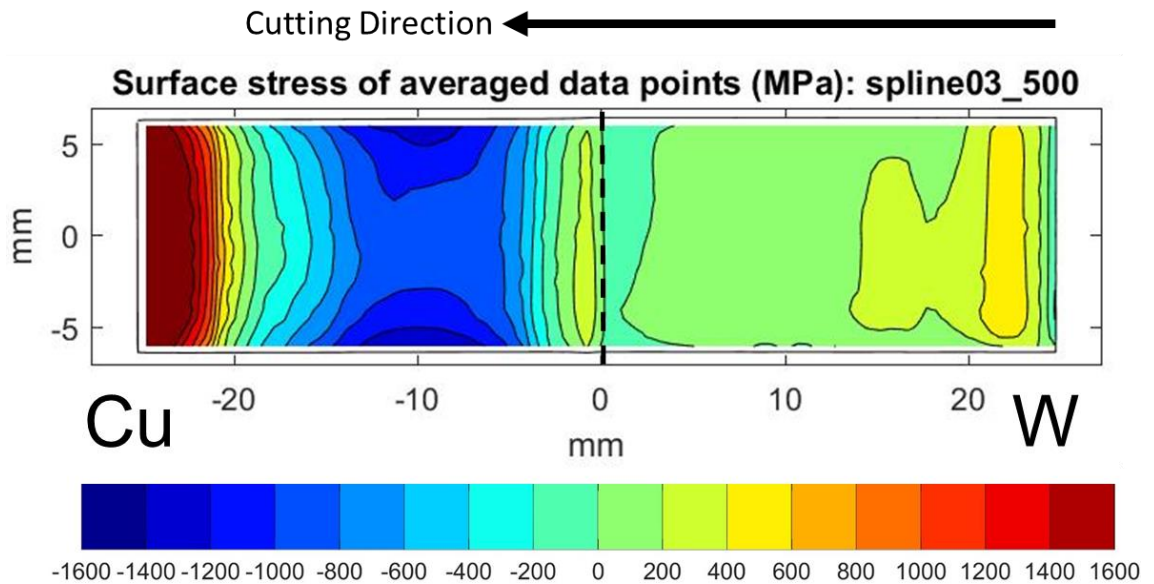 Cutting Direction
Surface stress of averaged data points (MPa): spline03_500
5
0
-5
mm
-20 -10 0 10 20
Cu W
mm
-1600 -1400 -1200 -1000 -800 -600 -400 -200 0 200 400 600 800 1000 1200 1400 1600